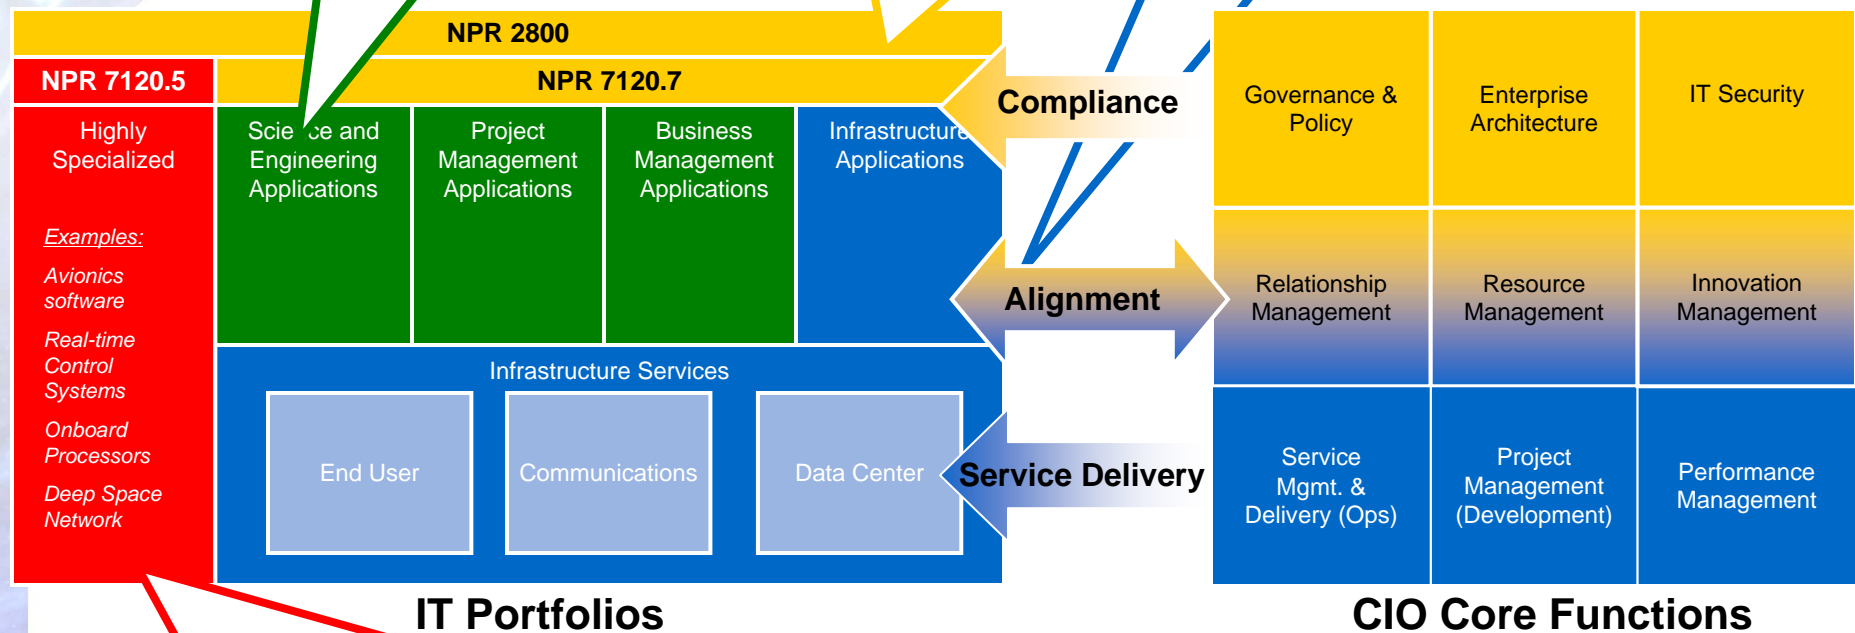 NPR 2800
NPR 7120.5
NPR 7120.7
Highly
Specialized
Examples:
Avionics
software
Real-time
Control
Systems
Onboard
Processors
Deep Space
Network
Science and
Engineering
Applications
Project
Management
Applications
Business
Management
Applications
Infrastructure
Applications
Infrastructure Services
End User
Communications
Data Center
IT Portfolios
Compliance
Alignment
Service Delivery
Governance &
Policy
Enterprise
Architecture
IT Security
Relationship
Management
Resource
Management
Innovation
Management
Service
Mgmt. &
Delivery (Ops)
Project
Management
(Development)
Performance
Management
CIO Core Functions